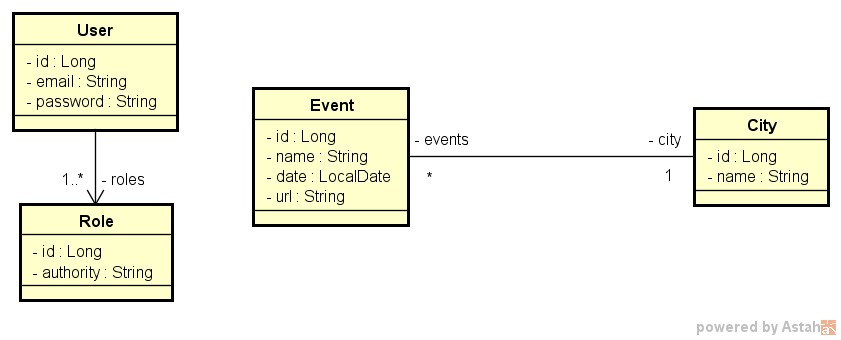 User
- id : Long
- email : String
- password : String
1..*
- roles
Role
- id : Long
- authority : String
Event
- id : Long
- name : String
- date : LocalDate
- url : String
- events
*
- city
1
City
- id : Long
- name : String
powered by Astah